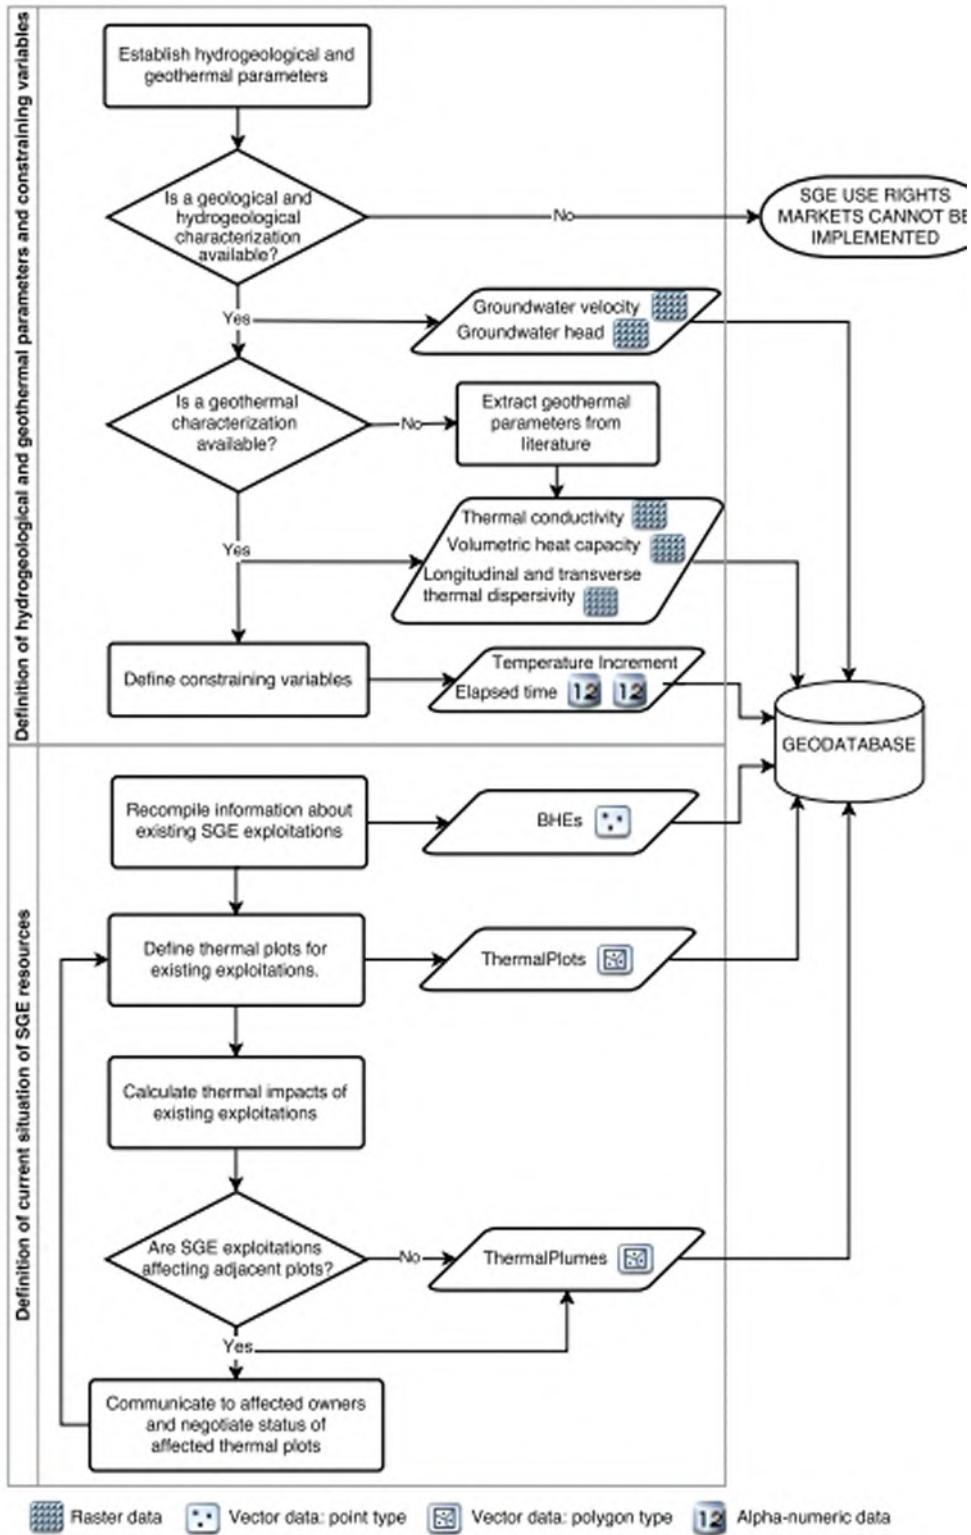 Definition of hydrogeological and geothermal parameters and constraining variables
Establish hydrogeological and
geothermal parameters
Is a geological and
hydrogeological
characterization
available?
No
SGE USE RIGHTS
MARKETS CANNOT BE
IMPLEMENTED
Yes
Groundwater velocity
Groundwater head
Is a geothermal
characterization
available?
No
Extract geothermal
parameters from
literature
Thermal conductivity
Volumetric heat capacity
Longitudinal and transverse
thermal dispersivity
Yes
Define constraining variables
Temperature Increment
Elapsed time 12 12
GEODATABASE
Definition of current situation of SGE resources
Recompile information about
existing SGE exploitations
BHEs
Define thermal plots for
existing exploitations.
ThermalPlots
Calculate thermal impacts of
existing exploitations
Are SGE exploitations
affecting adjacent plots?
No
ThermalPlumes
Yes
Communicate to affected owners
and negotiate status of
affected thermal plots
Raster data
Vector data: point type
Vector data: polygon type
12 Alpha-numeric data